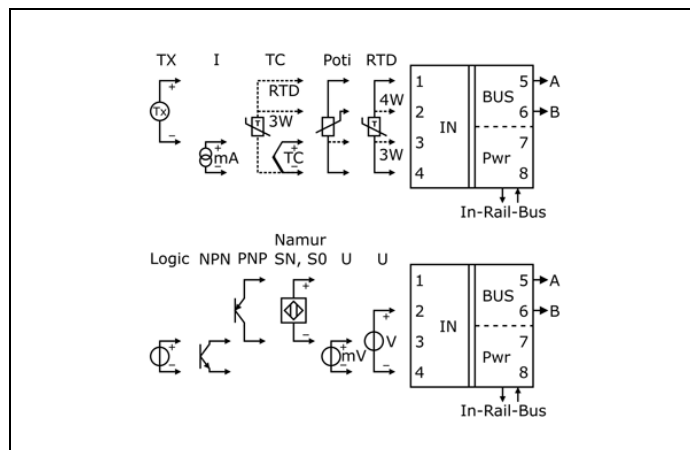 TX I TC Poti RTD
+ RTD 1 5 A
Tx 3W 4W 2 BUS 6 B
T T IN
− + mA + TC − 3W 3 7
− 4 Pwr 8
In-Rail-Bus
Namur
Logic NPN PNP SN, S0 U U
+ 1 5 A
+ 2 BUS 6 B
IN
+ − − + mV V 3 7
− − − 4 Pwr 8
In-Rail-Bus